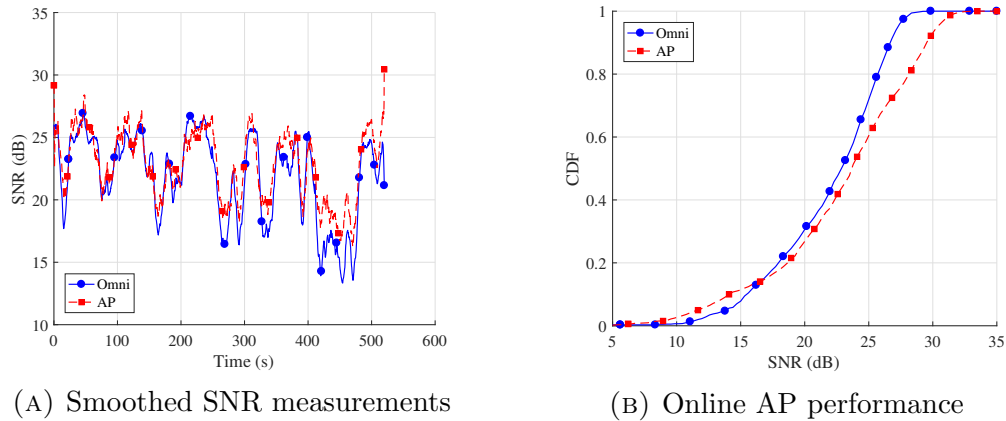 35
30
25
20
15
10
SNR (dB)
Omni
AP
0 100 200 300 400 500 600
Time (s)
(A) Smoothed SNR measurements
1
0.8
0.6
0.4
0.2
0
CDF
Omni
AP
5 10 15 20 25 30 35
SNR (dB)
(B) Online AP performance